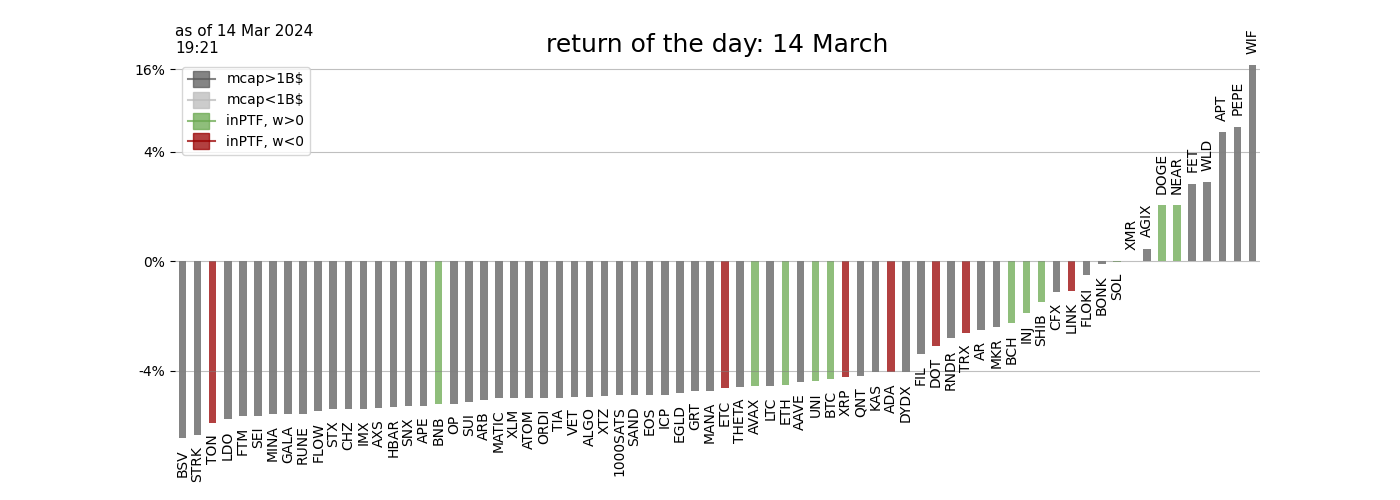 as of 14 Mar 2024
19:21
return of the day: 14 March
16%
4%
0%
-4%
mcap>1B$
mcap<1B$
inPTF, w>0
inPTF, w<0
BSV
STRK
TON
LDO
FTM
SEI
MINA
GALA
RUNE
FLOW
STX
CHZ
IMX
AXS
HBAR
SNX
APE
BNB
OP
SUI
ARB
MATIC
XLM
ATOM
ORDI
TIA
VET
ALGO
XTZ
1000SATS
SAND
EOS
ICP
EGLD
GRT
MANA
ETC
THETA
AVAX
LTC
ETH
AAVE
UNI
BTC
XRP
QNT
KAS
ADA
DYDX
FIL
DOT
RNDR
TRX
AR
MKR
BCH
INJ
SHIB
CFX
LINK
FLOKI
BONK
SOL
XMR
AGIX
DOGE
NEAR
FET
WLD
APT
PEPE
WIF